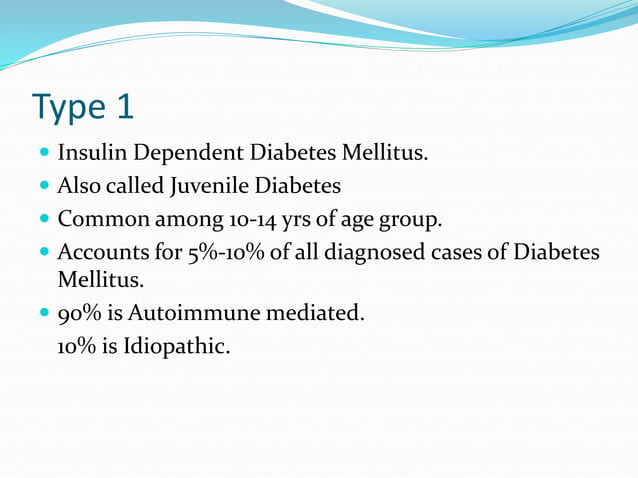 Type 1
Insulin Dependent Diabetes Mellitus.
Also called Juvenile Diabetes
Common among 10-14 yrs of age group.
Accounts for 5%-10% of all diagnosed cases of Diabetes
Mellitus.
90% is Autoimmune mediated.
10% is Idiopathic.